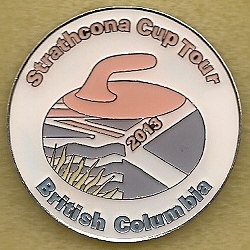 Strathcona Cup Tour
2013
British Columbia